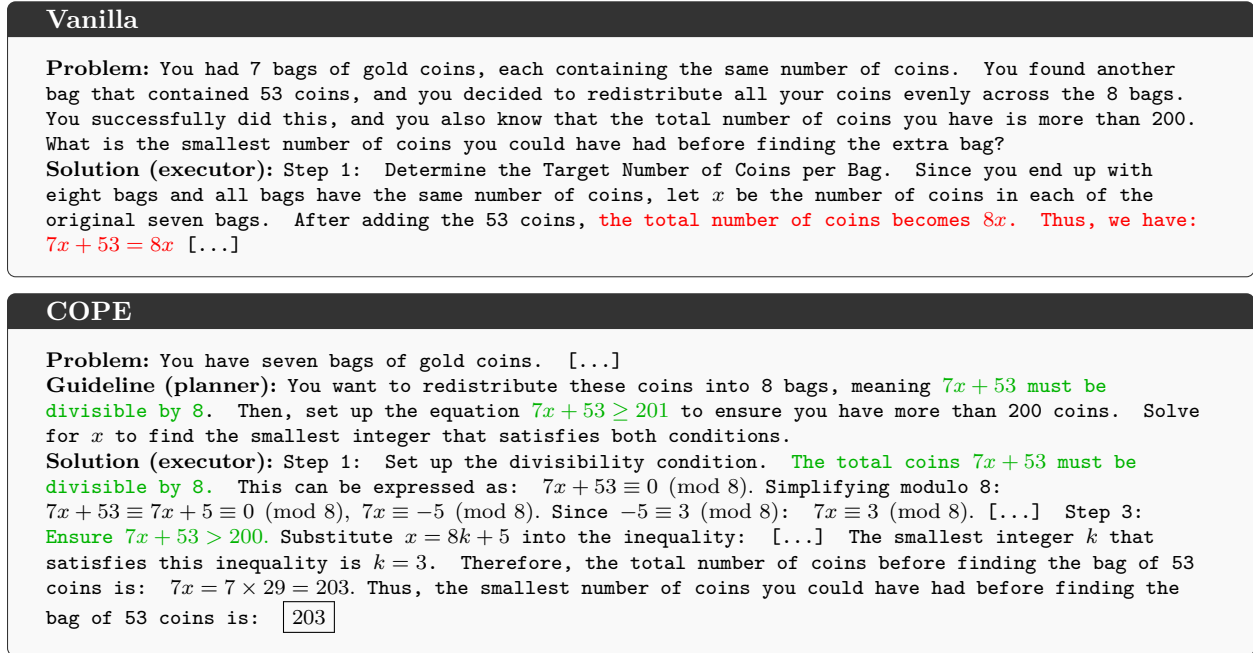 Vanilla
Problem: You had 7 bags of gold coins, each containing the same number of coins. You found another
bag that contained 53 coins, and you decided to redistribute all your coins evenly across the 8 bags.
You successfully did this, and you also know that the total number of coins you have is more than 200.
What is the smallest number of coins you could have had before finding the extra bag?
Solution (executor): Step 1: Determine the Target Number of Coins per Bag. Since you end up with
eight bags and all bags have the same number of coins, let x be the number of coins in each of the
original seven bags. After adding the 53 coins, the total number of coins becomes 8x. Thus, we have:
7x + 53 = 8x [...]
COPE
Problem: You have seven bags of gold coins. [...]
Guideline (planner): You want to redistribute these coins into 8 bags, meaning 7x + 53 must be
divisible by 8. Then, set up the equation 7x + 53 ≥ 201 to ensure you have more than 200 coins. Solve
for x to find the smallest integer that satisfies both conditions.
Solution (executor): Step 1: Set up the divisibility condition. The total coins 7x + 53 must be
divisible by 8. This can be expressed as: 7x + 53 ≡ 0 (mod 8). Simplifying modulo 8:
7x + 53 ≡ 7x + 5 ≡ 0 (mod 8), 7x ≡ −5 (mod 8). Since −5 ≡ 3 (mod 8): 7x ≡ 3 (mod 8). [...] Step 3:
Ensure 7x + 53 > 200. Substitute x = 8k + 5 into the inequality: [...] The smallest integer k that
satisfies this inequality is k = 3. Therefore, the total number of coins before finding the bag of 53
coins is: 7x = 7 × 29 = 203. Thus, the smallest number of coins you could have had before finding the
bag of 53 coins is: 203